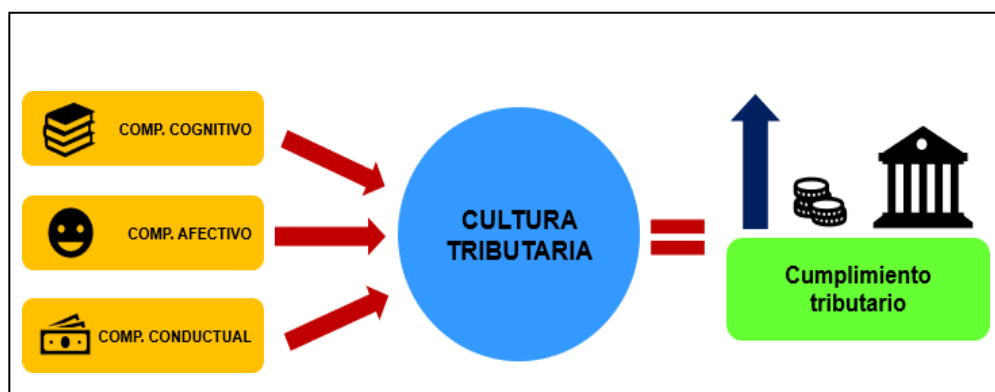 COMP. COGNITIVO
COMP. AFECTIVO
COMP. CONDUCTUAL
CULTURA
TRIBUTARIA
Cumplimiento
tributario